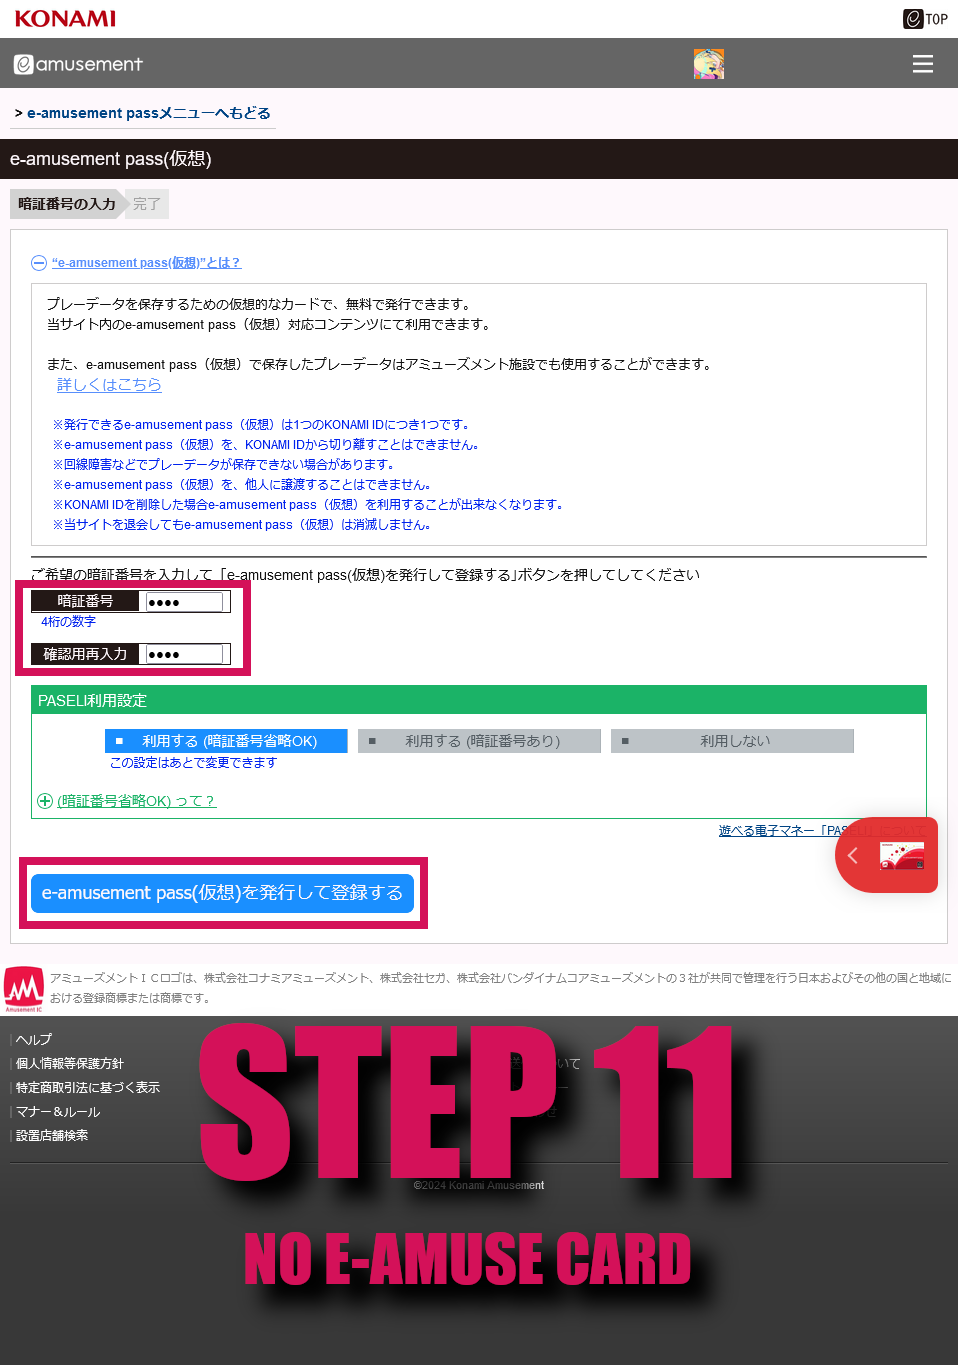 KONAMI
e TOP
e amusement
> e-amusement passメニューへもどる
e-amusement pass(仮想)
暗証番号の入力 完了
“e-amusement pass(仮想)”とは？
プレーデータを保存するための仮想的なカードで、無料で発行できます。
当サイト内のe-amusement pass（仮想）対応コンテンツにて利用できます。
また、e-amusement pass（仮想）で保存したプレーデータはアミューズメント施設でも使用することができます。
詳しくはこちら
※発行できるe-amusement pass（仮想）は1つのKONAMI IDにつき1つです。
※e-amusement pass（仮想）を、KONAMI IDから切り離すことはできません。
※回線障害などでプレーデータが保存できない場合があります。
※e-amusement pass（仮想）を、他人に譲渡することはできません。
※KONAMI IDを削除した場合e-amusement pass（仮想）を利用することが出来なくなります。
※当サイトを退会してもe-amusement pass（仮想）は消滅しません。
ご希望の暗証番号を入力して「e-amusement pass(仮想)を発行して登録する」ボタンを押してしてください
暗証番号 ●●●●
4桁の数字
確認用再入力 ●●●●
PASELI利用設定
■ 利用する (暗証番号省略OK) ■ 利用する (暗証番号あり) ■ 利用しない
この設定はあとで変更できます
(暗証番号省略OK) って？
遊べる電子マネー「PASELI」について
e-amusement pass(仮想)を発行して登録する
アミューズメントＩＣロゴは、株式会社コナミアミューズメント、株式会社セガ、株式会社バンダイナムコアミューズメントの３社が共同で管理を行う日本およびその他の国と地域に
おける登録商標または商標です。
Amusement IC
ヘルプ
個人情報等保護方針
ついて
特定商取引法に基づく表示
マナー＆ルール
設置店舗検索
©2024 Konami Amusement
STEP 11
NO E-AMUSE CARD